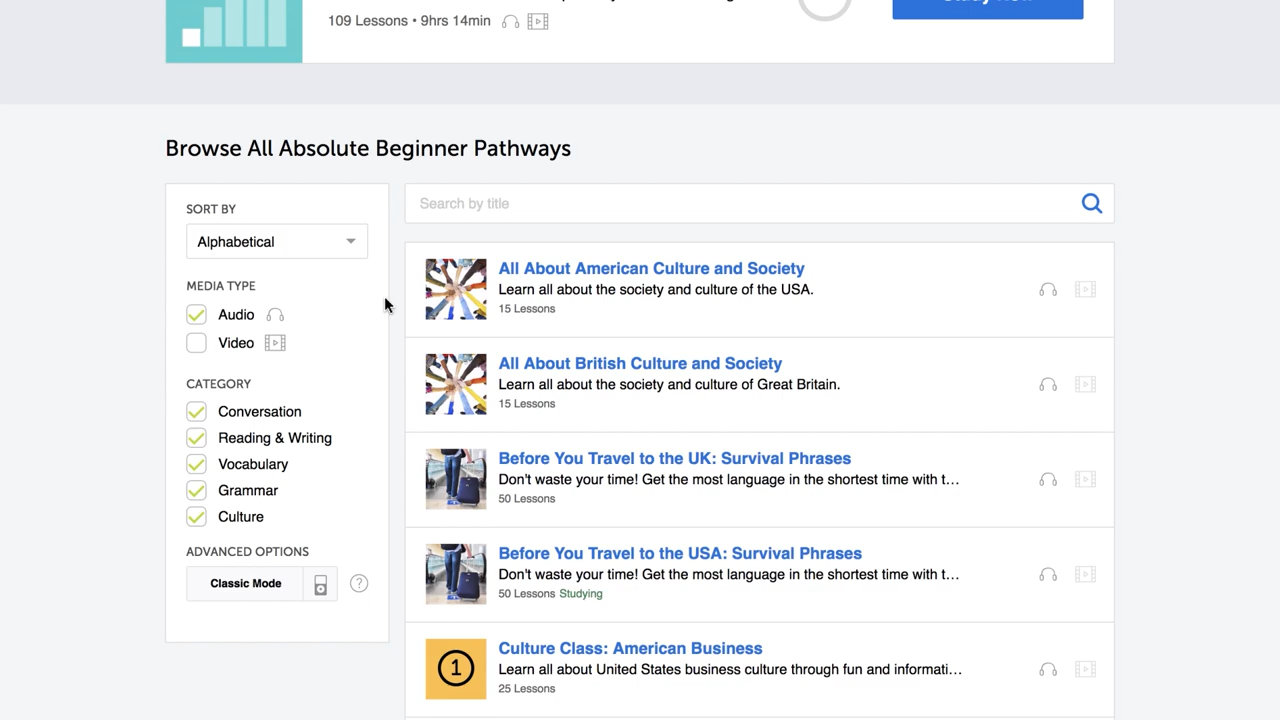 109 Lessons • 9hrs 14min
Browse All Absolute Beginner Pathways
SORT BY
Alphabetical
MEDIA TYPE
Audio
Video
CATEGORY
Conversation
Reading & Writing
Vocabulary
Grammar
Culture
ADVANCED OPTIONS
Classic Mode
?
Search by title
All About American Culture and Society
Learn all about the society and culture of the USA.
15 Lessons
All About British Culture and Society
Learn all about the society and culture of Great Britain.
15 Lessons
Before You Travel to the UK: Survival Phrases
Don't waste your time! Get the most language in the shortest time with t…
50 Lessons
Before You Travel to the USA: Survival Phrases
Don't waste your time! Get the most language in the shortest time with t…
50 Lessons Studying
1
Culture Class: American Business
Learn all about United States business culture through fun and informati…
25 Lessons